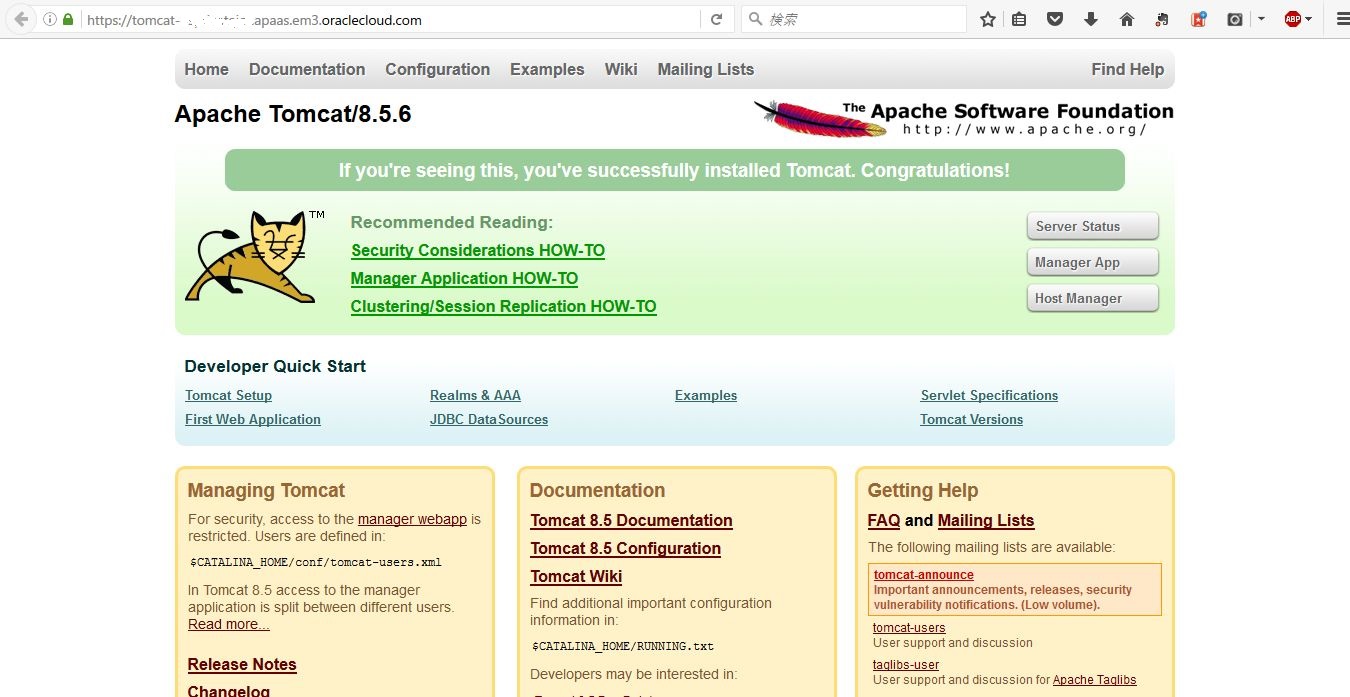 https://tomcat- .apaas.em3.oraclecloud.com
検索
ABP
Home Documentation Configuration Examples Wiki Mailing Lists Find Help
Apache Tomcat/8.5.6
The Apache Software Foundation
http://www.apache.org/
If you're seeing this, you've successfully installed Tomcat. Congratulations!
TM
Recommended Reading:
Security Considerations HOW-TO
Manager Application HOW-TO
Clustering/Session Replication HOW-TO
Server Status
Manager App
Host Manager
Developer Quick Start
Tomcat Setup
First Web Application
Realms & AAA
JDBC DataSources
Examples
Servlet Specifications
Tomcat Versions
Managing Tomcat
For security, access to the manager webapp is
restricted. Users are defined in:
$CATALINA_HOME/conf/tomcat-users.xml
In Tomcat 8.5 access to the manager
application is split between different users.
Read more...
Release Notes
Changelog
Documentation
Tomcat 8.5 Documentation
Tomcat 8.5 Configuration
Tomcat Wiki
Find additional important configuration
information in:
$CATALINA_HOME/RUNNING.txt
Developers may be interested in:
Getting Help
FAQ and Mailing Lists
The following mailing lists are available:
tomcat-announce
Important announcements, releases, security
vulnerability notifications. (Low volume).
tomcat-users
User support and discussion
taglibs-user
User support and discussion for Apache Taglibs